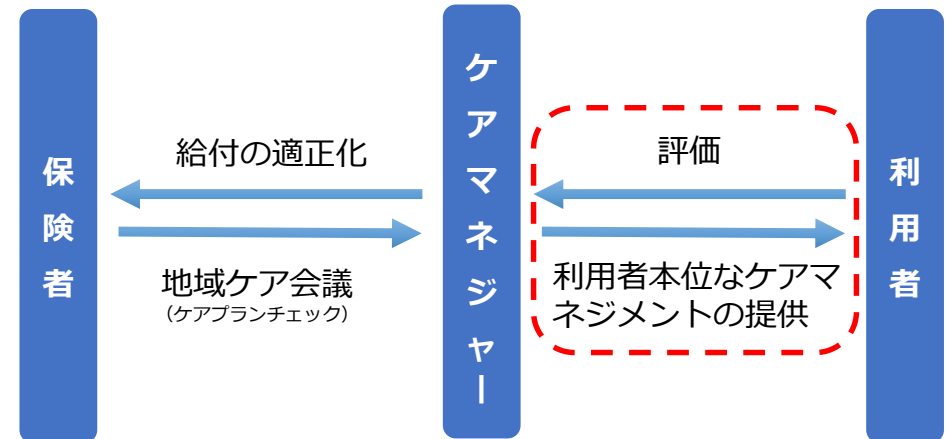 保険者
給付の適正化
地域ケア会議
（ケアプランチェック）
ケアマネジャー
評価
利用者本位なケアマ
ネジメントの提供
利用者